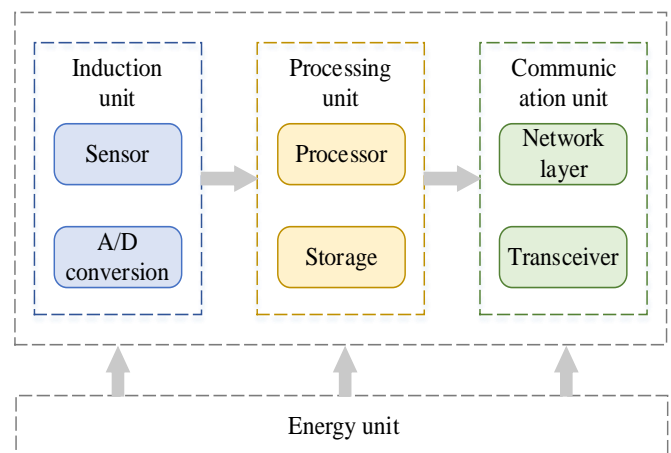 Induction
unit
Sensor
A/D
conversion
Processing
unit
Processor
Storage
Communic
ation unit
Network
layer
Transceiver
Energy unit